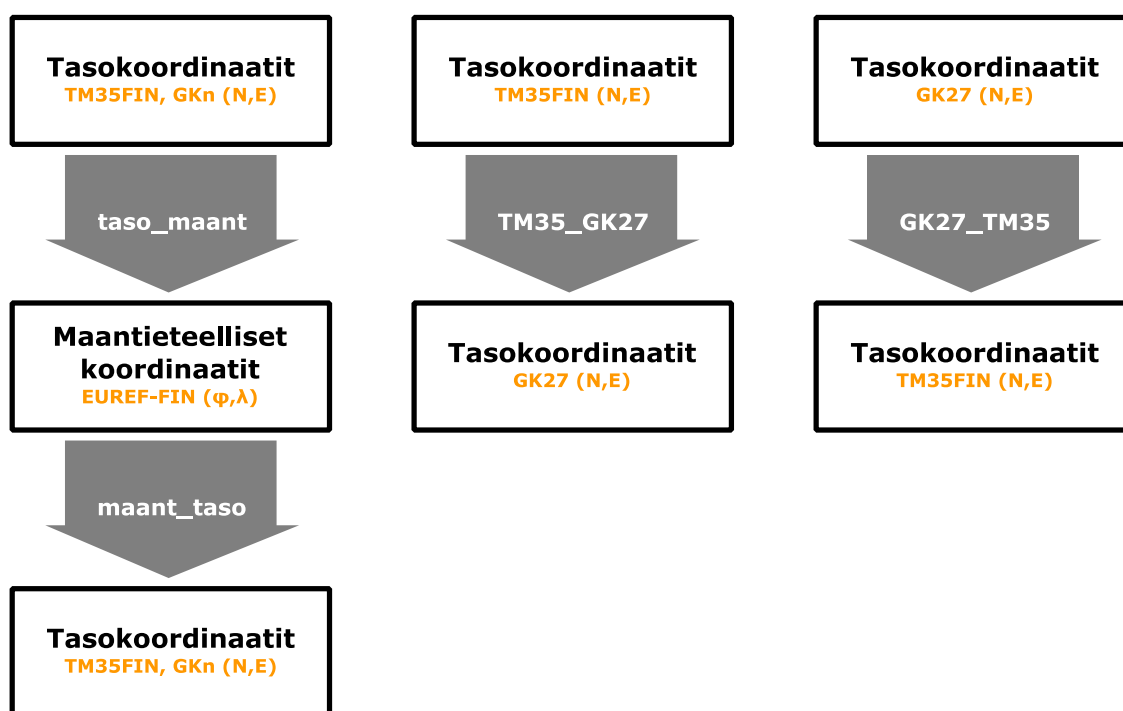 Tasokoordinaatit
TM35FIN, GKn (N,E)
taso_maant
Maantieteelliset
koordinaatit
EUREF-FIN (φ,λ)
maant_taso
Tasokoordinaatit
TM35FIN, GKn (N,E)
Tasokoordinaatit
TM35FIN (N,E)
TM35_GK27
Tasokoordinaatit
GK27 (N,E)
Tasokoordinaatit
GK27 (N,E)
GK27_TM35
Tasokoordinaatit
TM35FIN (N,E)